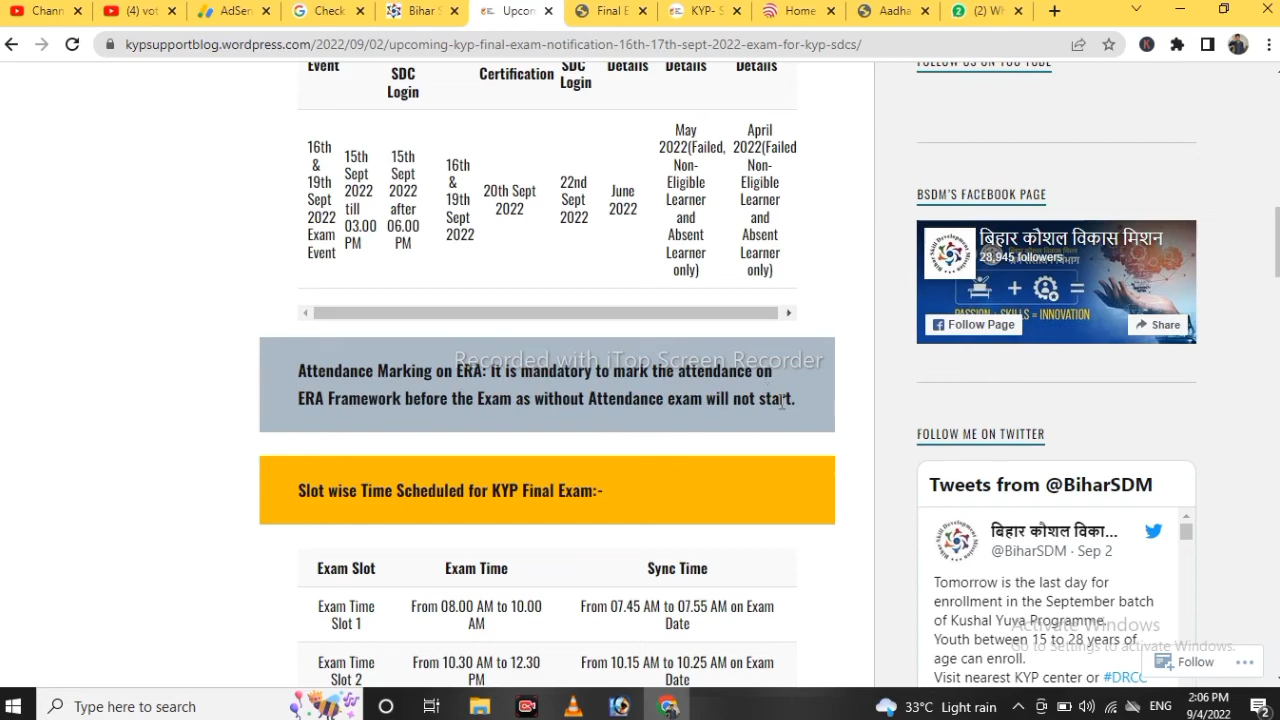 Chann
(4) vot
AdSen
Check
Bihar S
Upcon
Final E
KYP- S
Home
Aadha
(2) Wh
kypsupportblog.wordpress.com/2022/09/02/upcoming-kyp-final-exam-notification-16th-17th-sept-2022-exam-for-kyp-sdcs/
Event
SDC
Login
Certification
SDC
Login
Details
Details
Details
16th
&
19th
Sept
2022
Exam
Event
15th
Sept
2022
till
03.00
PM
15th
Sept
2022
after
06.00
PM
16th
&
19th
Sept
2022
20th Sept
2022
22nd
Sept
2022
June
2022
May
2022(Failed,
Non-
Eligible
Learner
and
Absent
Learner
only)
April
2022(Failed
Non-
Eligible
Learner
and
Absent
Learner
only)
Recorded with iTop Screen Recorder
Attendance Marking on ERA: It is mandatory to mark the attendance on
ERA Framework before the Exam as without Attendance exam will not start.
Slot wise Time Scheduled for KYP Final Exam:-
Exam Slot Exam Time Sync Time
Exam Time
Slot 1
From 08.00 AM to 10.00
AM
From 07.45 AM to 07.55 AM on Exam
Date
Exam Time
Slot 2
From 10.30 AM to 12.30
PM
From 10.15 AM to 10.25 AM on Exam
Date
FOLLOW US ON YOU TUBE
BSDM'S FACEBOOK PAGE
बिहार कौशल विकास मिशन
28,945 followers
PASSION + SKILLS = INNOVATION
Follow Page
Share
FOLLOW ME ON TWITTER
Tweets from @BiharSDM
बिहार कौशल विका...
@BiharSDM · Sep 2
Tomorrow is the last day for
enrollment in the September batch
of Kushal Yuva Programme.
Youth between 15 to 28 years of
age can enroll.
Visit nearest KYP center or #DRCC
Activate Windows
Go to Settings to activate Windows.
Follow
Type here to search
33°C Light rain
ENG
2:06 PM
9/4/2022
2